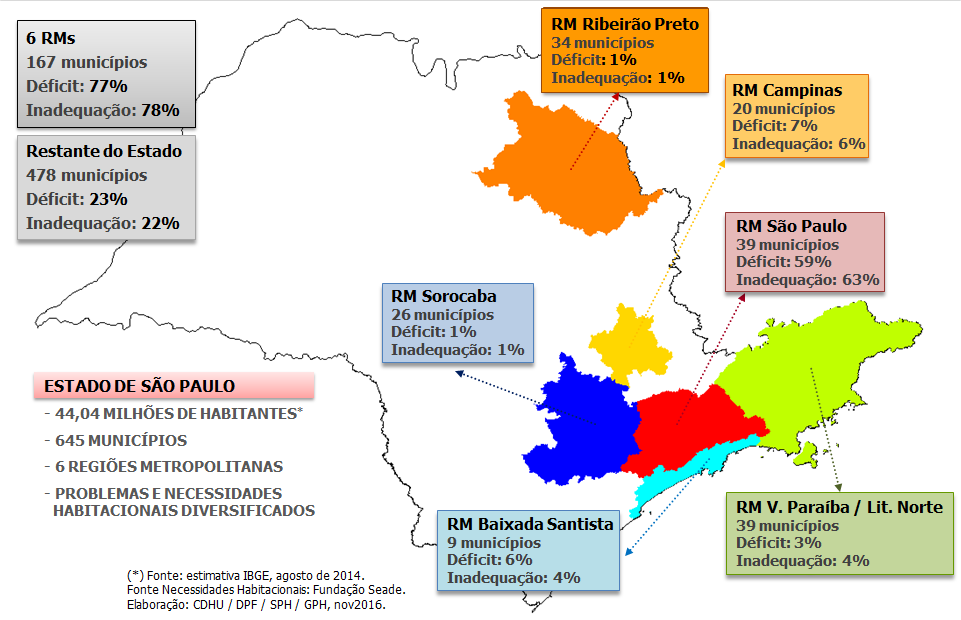 6 RMs
167 municípios
Déficit: 77%
Inadequação: 78%
Restante do Estado
478 municípios
Déficit: 23%
Inadequação: 22%
RM Ribeirão Preto
34 municípios
Déficit: 1%
Inadequação: 1%
RM Campinas
20 municípios
Déficit: 7%
Inadequação: 6%
RM São Paulo
39 municípios
Déficit: 59%
Inadequação: 63%
RM Sorocaba
26 municípios
Déficit: 1%
Inadequação: 1%
ESTADO DE SÃO PAULO
- 44,04 MILHÕES DE HABITANTES*
- 645 MUNICÍPIOS
- 6 REGIÕES METROPOLITANAS
- PROBLEMAS E NECESSIDADES
HABITACIONAIS DIVERSIFICADOS
RM V. Paraíba / Lit. Norte
39 municípios
Déficit: 3%
Inadequação: 4%
RM Baixada Santista
9 municípios
Déficit: 6%
Inadequação: 4%
(*) Fonte: estimativa IBGE, agosto de 2014.
Fonte Necessidades Habitacionais: Fundação Seade.
Elaboração: CDHU / DPF / SPH / GPH, nov2016.